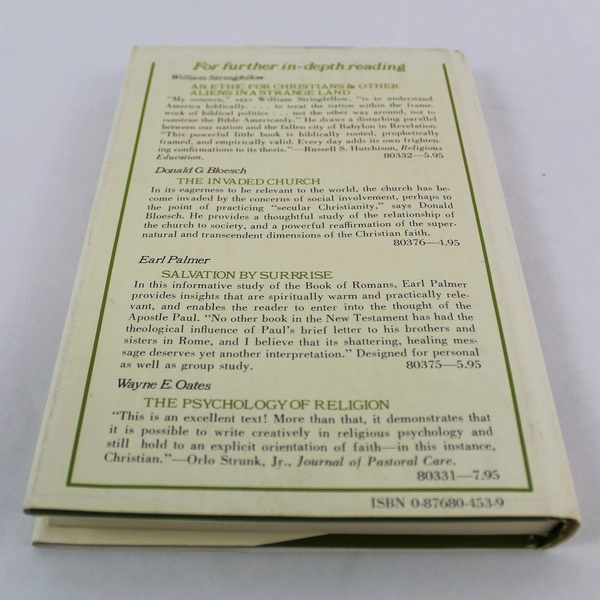 For further in-depth reading
William Stringfellow
AN ETHIC FOR CHRISTIANS & OTHER
ALIENS IN A STRANGE LAND
"My concern," says William Stringfellow, "is to understand
America biblically. . . . to treat the nation within the frame-
work of biblical politics . . . not the other way around, not to
construe the Bible Americanly." He draws a disturbing parallel
between our nation and the fallen city of Babylon in Revelation.
"This powerful little book is biblically rooted, prophetically
framed, and empirically valid. Every day adds its own frighten-
ing confirmations to its thesis."—Russell S. Hutchison, Religious
Education. 80332—5.95
Donald G. Bloesch
THE INVADED CHURCH
In its eagerness to be relevant to the world, the church has be-
come invaded by the concerns of social involvement, perhaps to
the point of practicing "secular Christianity," says Donald
Bloesch. He provides a thoughtful study of the relationship of
the church to society, and a powerful reaffirmation of the super-
natural and transcendent dimensions of the Christian faith.
80376—4.95
Earl Palmer
SALVATION BY SURPRISE
In this informative study of the Book of Romans, Earl Palmer
provides insights that are spiritually warm and practically rele-
vant, and enables the reader to enter into the thought of the
Apostle Paul. "No other book in the New Testament has had the
theological influence of Paul's brief letter to his brothers and
sisters in Rome, and I believe that its shattering, healing mes-
sage deserves yet another interpretation." Designed for personal
as well as group study. 80375—5.95
Wayne E. Oates
THE PSYCHOLOGY OF RELIGION
"This is an excellent text! More than that, it demonstrates that
it is possible to write creatively in religious psychology and
still hold to an explicit orientation of faith—in this instance,
Christian."—Orlo Strunk, Jr., Journal of Pastoral Care.
80331—7.95
ISBN 0-87680-453-9